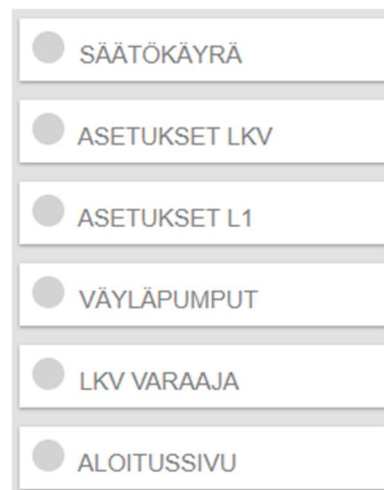 SÄÄTÖKÄYRÄ
ASETUKSET LKV
ASETUKSET L1
VÄYLÄPUMPUT
LKV VARAAJA
ALOITUSSIVU